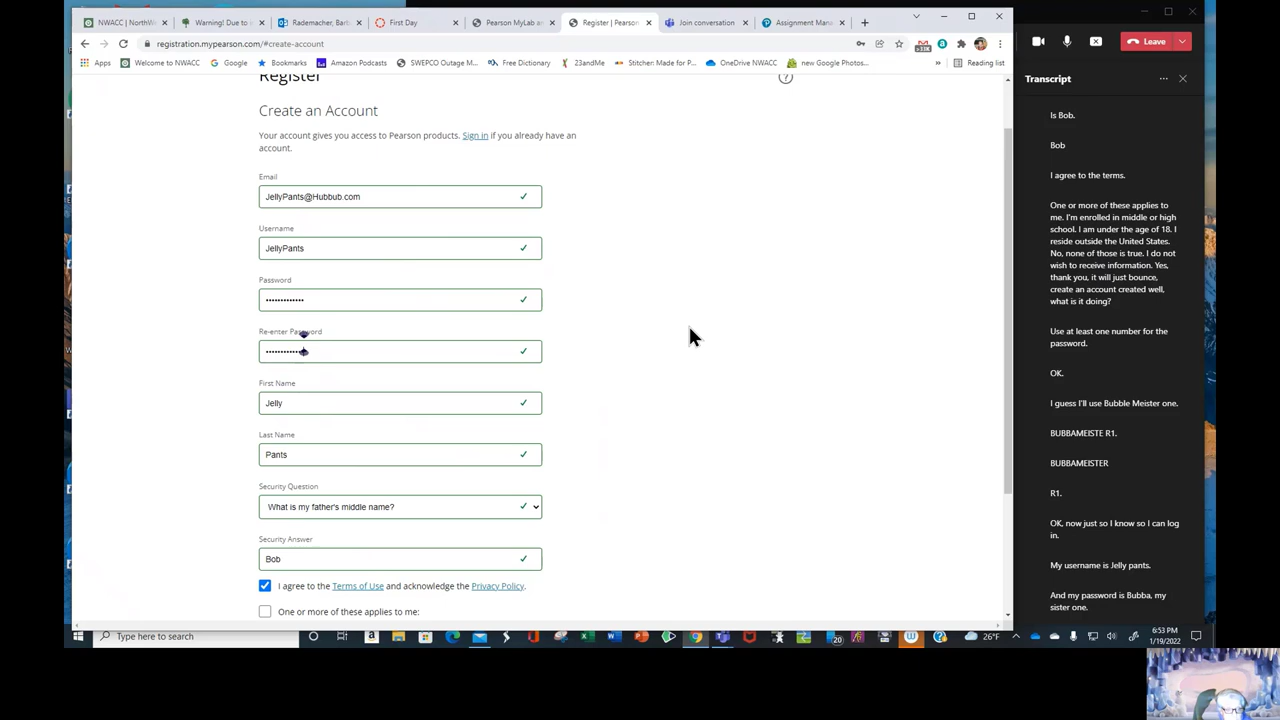 NWACC | NorthWe
Warning! Due to s
Rademacher, Barb
First Day
Pearson MyLab an
Register | Pearson
Join conversation
Assignment Mana
registration.mypearson.com/#create-account
Apps
Welcome to NWACC
Google
Bookmarks
Amazon Podcasts
SWEPCO Outage M...
Free Dictionary
23andMe
Stitcher: Made for P...
OneDrive NWACC
new Google Photos...
»
Reading list
Leave
Register
Create an Account
Your account gives you access to Pearson products. Sign in if you already have an
account.
Email
JellyPants@Hubbub.com
Username
JellyPants
Password
•••••••••••••
Re-enter Password
First Name
Jelly
Last Name
Pants
Security Question
What is my father's middle name?
Security Answer
Bob
I agree to the Terms of Use and acknowledge the Privacy Policy.
One or more of these applies to me:
Transcript
Is Bob.
Bob
I agree to the terms.
One or more of these applies to
me. I'm enrolled in middle or high
school. I am under the age of 18. I
reside outside the United States.
No, none of those is true. I do not
wish to receive information. Yes,
thank you, it will just bounce,
create an account created well,
what is it doing?
Use at least one number for the
password.
OK.
I guess I'll use Bubble Meister one.
BUBBAMEISTE R1.
BUBBAMEISTER
R1.
OK, now just so I know so I can log
in.
My username is Jelly pants.
And my password is Bubba, my
sister one.
Type here to search
20
26°F
6:53 PM
1/19/2022